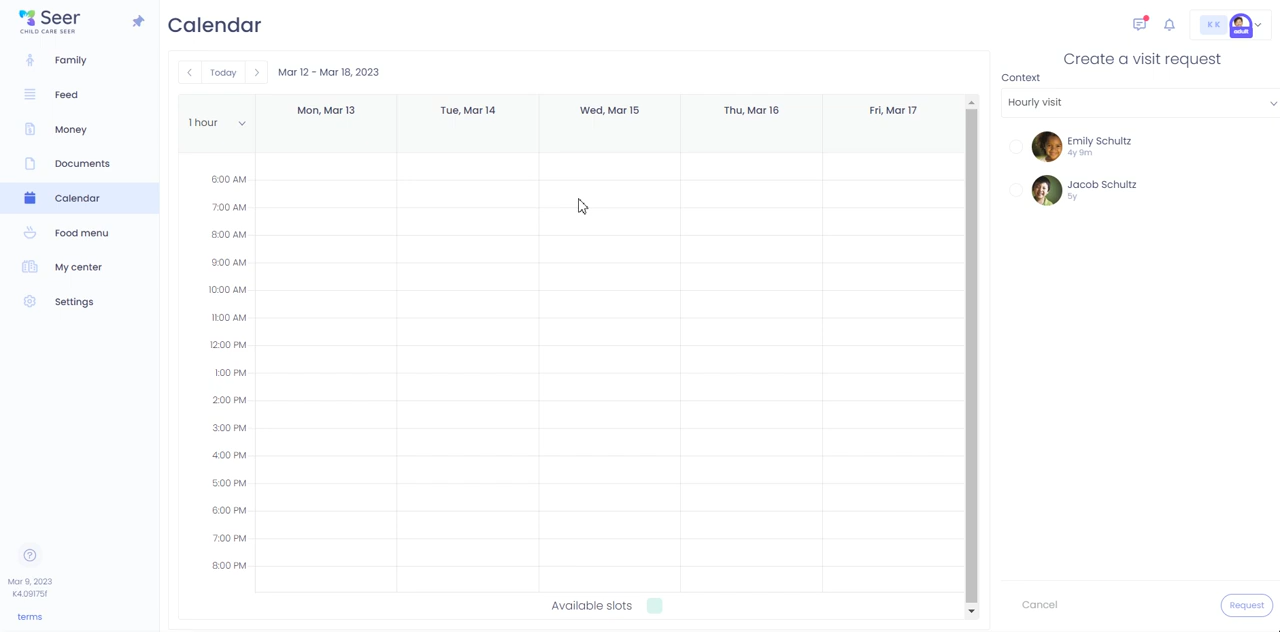 Seer
CHILD CARE SEER
Family
Feed
Money
Documents
Calendar
Food menu
My center
Settings
Mar 9, 2023
K4.09175f
terms
Calendar
K K
adult
Today
Mar 12 - Mar 18, 2023
1 hour
Mon, Mar 13
Tue, Mar 14
Wed, Mar 15
Thu, Mar 16
Fri, Mar 17
6:00 AM
7:00 AM
8:00 AM
9:00 AM
10:00 AM
11:00 AM
12:00 PM
1:00 PM
2:00 PM
3:00 PM
4:00 PM
5:00 PM
6:00 PM
7:00 PM
8:00 PM
Available slots
Create a visit request
Context
Hourly visit
Emily Schultz
4y 9m
Jacob Schultz
5y
Cancel
Request